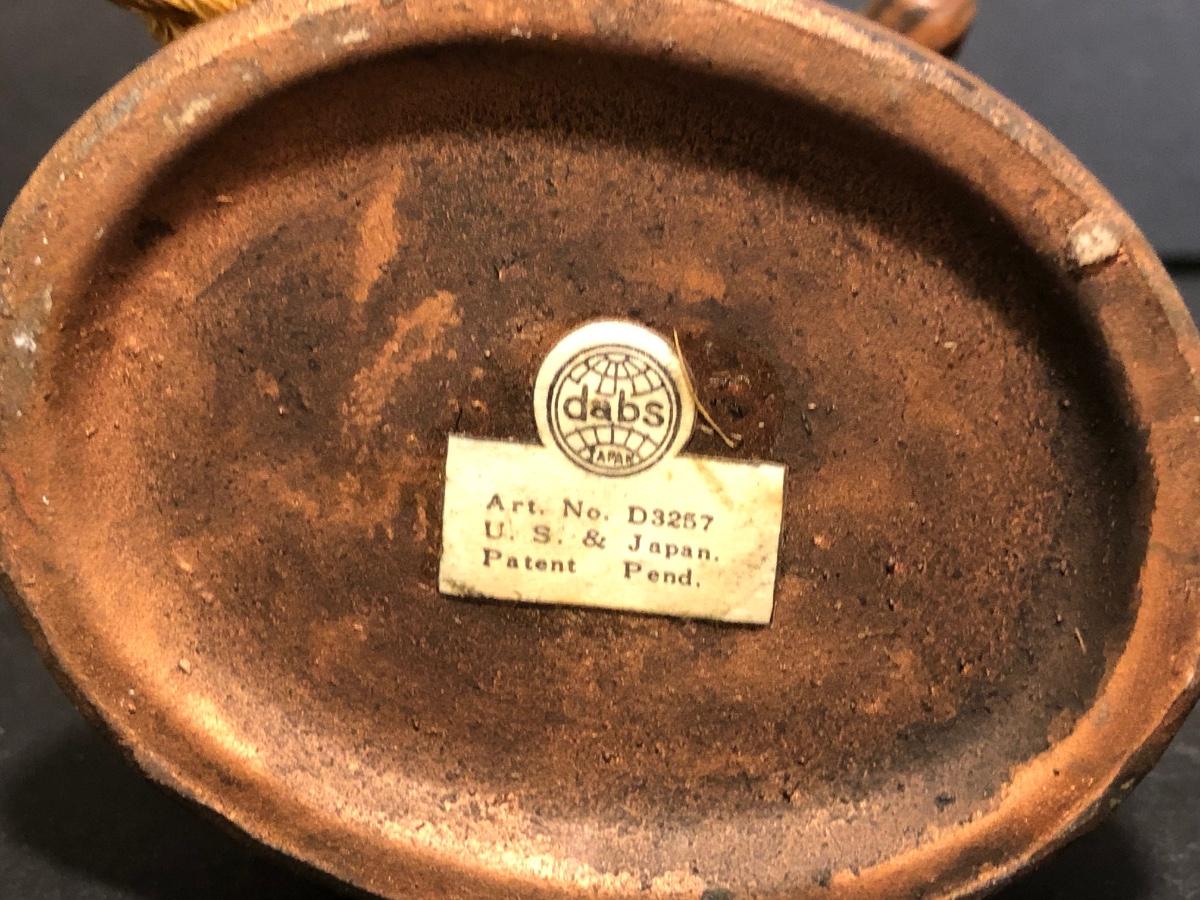 dabs
JAPAN
Art. No. D3257
U. S. & Japan.
Patent Pend.